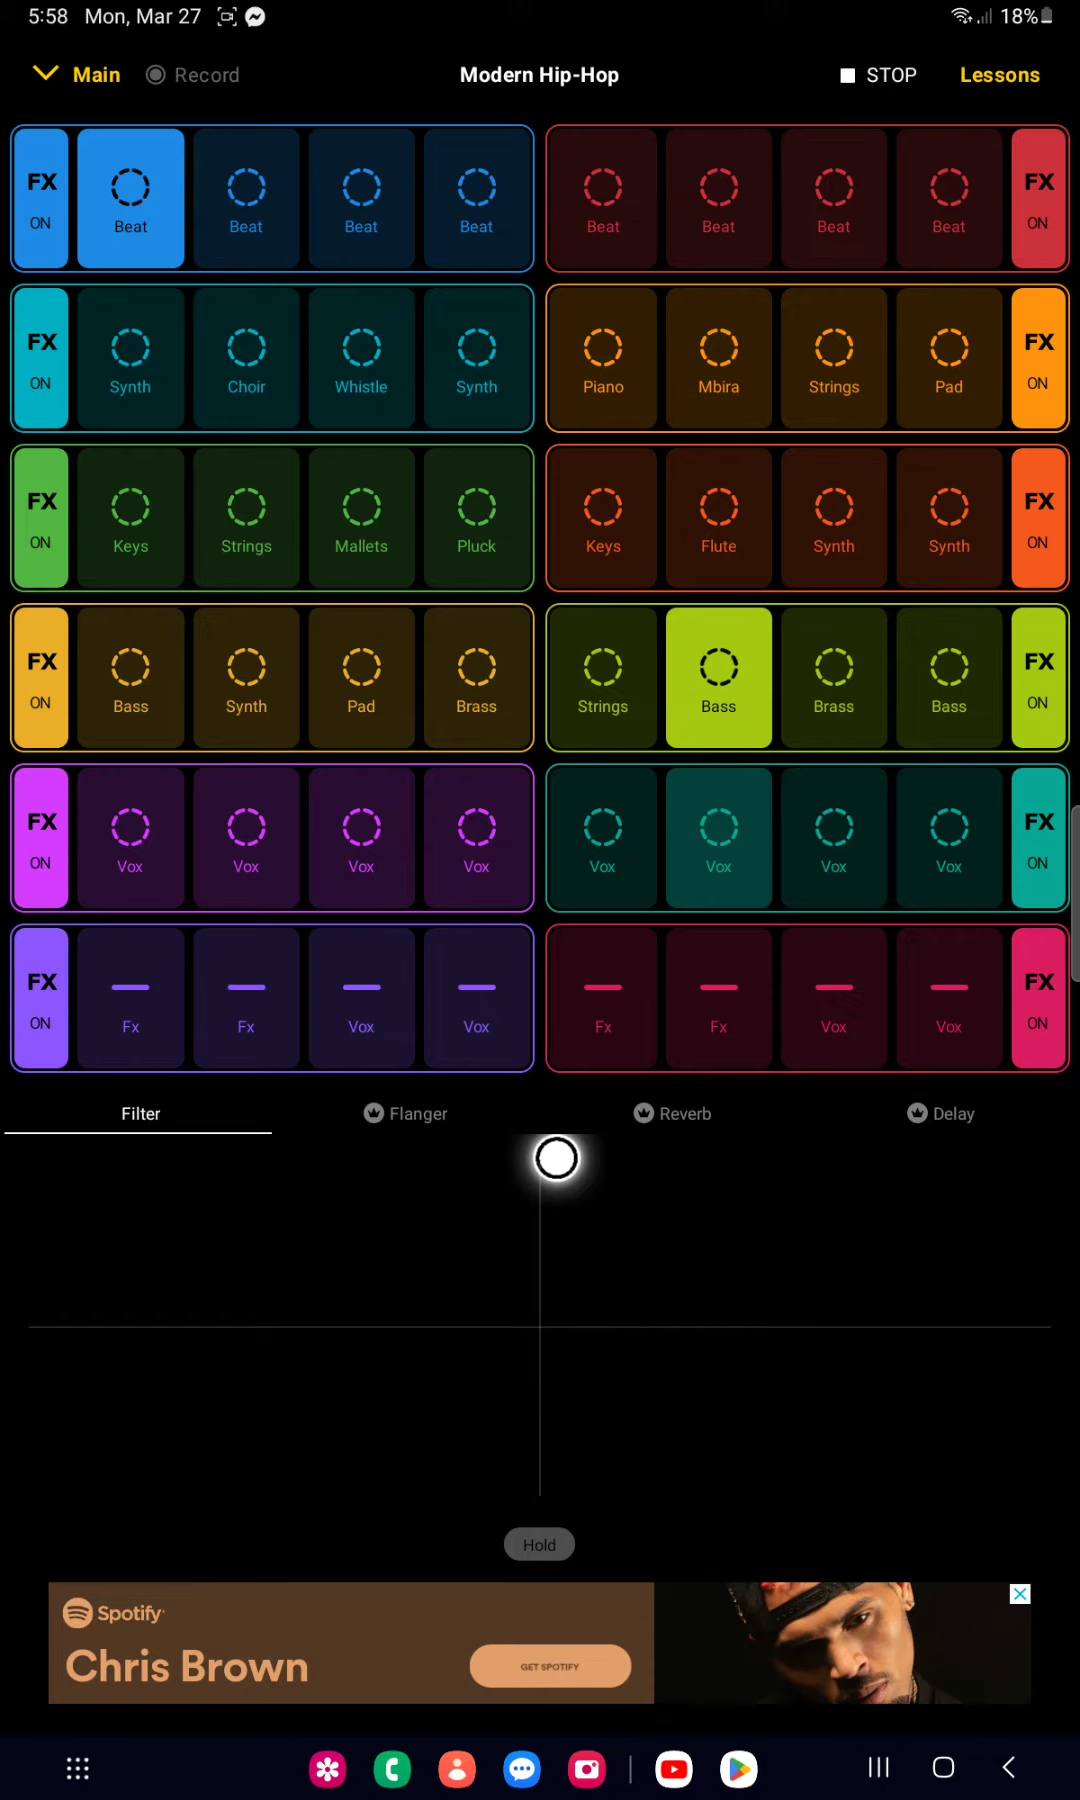 5:58 Mon, Mar 27 18%
Main Record Modern Hip-Hop STOP Lessons
FX ON Beat Beat Beat Beat Beat Beat Beat Beat FX ON
FX ON Synth Choir Whistle Synth Piano Mbira Strings Pad FX ON
FX ON Keys Strings Mallets Pluck Keys Flute Synth Synth FX ON
FX ON Bass Synth Pad Brass Strings Bass Brass Bass FX ON
FX ON Vox Vox Vox Vox Vox Vox Vox Vox FX ON
FX ON Fx Fx Vox Vox Fx Fx Vox Vox FX ON
Filter Flanger Reverb Delay
Hold
Spotify
Chris Brown GET SPOTIFY